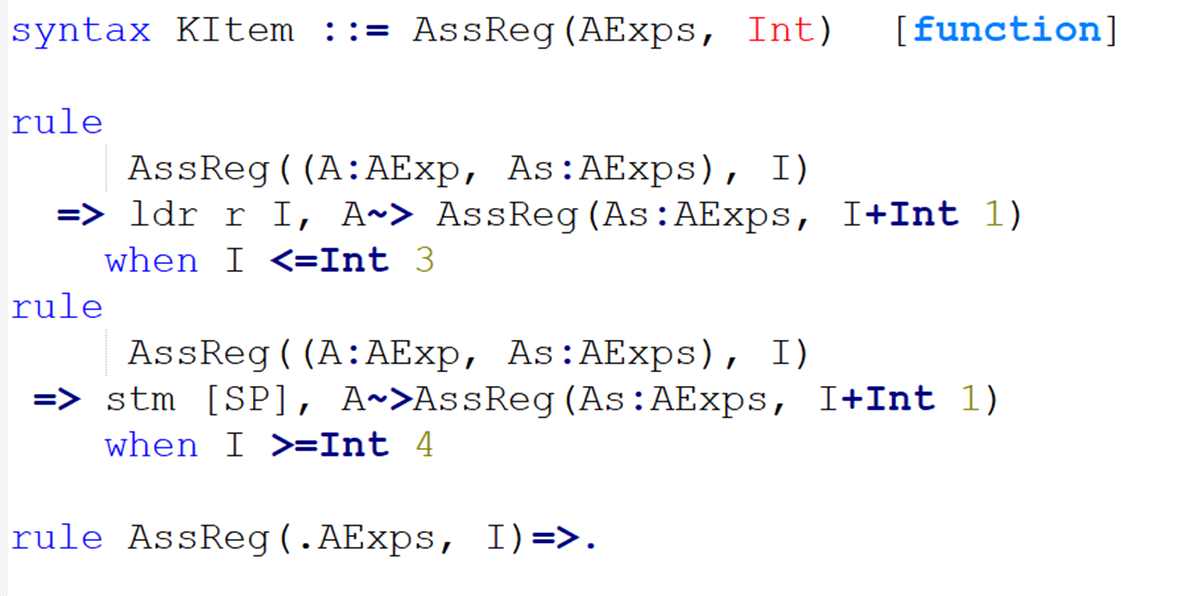 syntax KItem ::= AssReg(AExps, Int) [function]
rule
AssReg((A:AExp, As:AExps), I)
=> ldr r I, A~> AssReg(As:AExps, I+Int 1)
when I <=Int 3
rule
AssReg((A:AExp, As:AExps), I)
=> stm [SP], A~>AssReg(As:AExps, I+Int 1)
when I >=Int 4
rule AssReg(.AExps, I)=>.